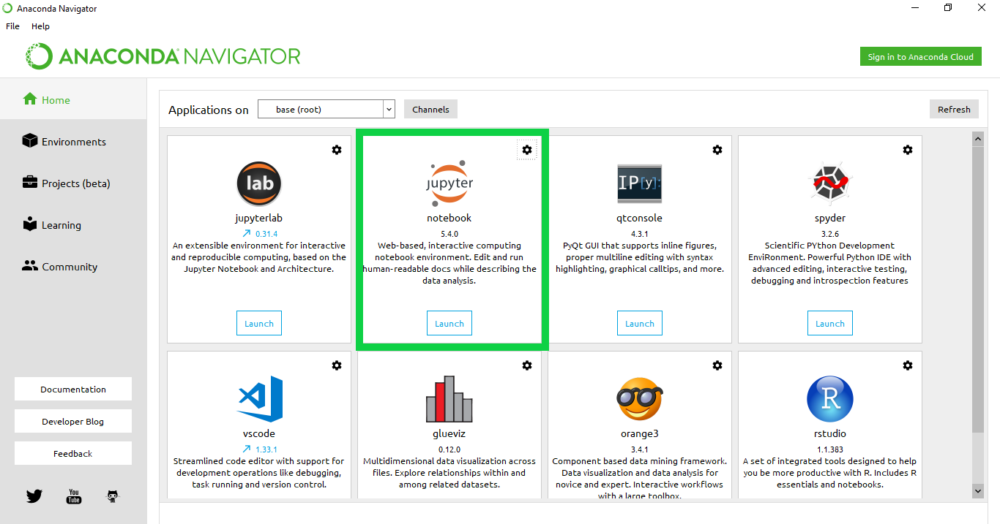 Anaconda Navigator
File Help
ANACONDA NAVIGATOR
Sign in to Anaconda Cloud
Home
Environments
Projects (beta)
Learning
Community
Documentation
Developer Blog
Feedback
You
Tube
Applications on base (root) Channels Refresh
lab
jupyterlab
0.31.4
An extensible environment for interactive
and reproducible computing, based on the
Jupyter Notebook and Architecture.
Launch
jupyter
notebook
5.4.0
Web-based, interactive computing
notebook environment. Edit and run
human-readable docs while describing the
data analysis.
Launch
IP[y]:
qtconsole
4.3.1
PyQt GUI that supports inline figures,
proper multiline editing with syntax
highlighting, graphical calltips, and more.
Launch
spyder
3.2.6
Scientific PYthon Development
EnviRonment. Powerful Python IDE with
advanced editing, interactive testing,
debugging and introspection features
Launch
vscode
1.33.1
Streamlined code editor with support for
development operations like debugging,
task running and version control.
glueviz
0.12.0
Multidimensional data visualization across
files. Explore relationships within and
among related datasets.
orange3
3.4.1
Component based data mining framework.
Data visualization and data analysis for
novice and expert. Interactive workflows
with a large toolbox.
R
rstudio
1.1.383
A set of integrated tools designed to help
you be more productive with R. Includes R
essentials and notebooks.